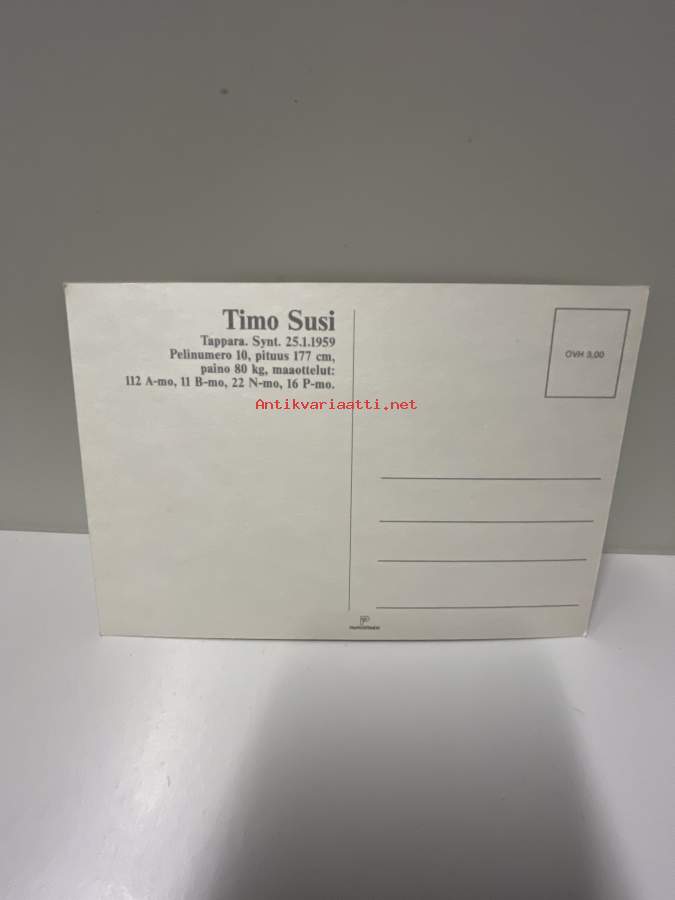 Timo Susi
Tappara. Synt. 25.1.1959
Pelinumero 10, pituus 177 cm,
paino 80 kg, maaottelut:
112 A-mo, 11 B-mo, 22 N-mo, 16 P-mo.
OVH 3,00
Antikvariaatti.net